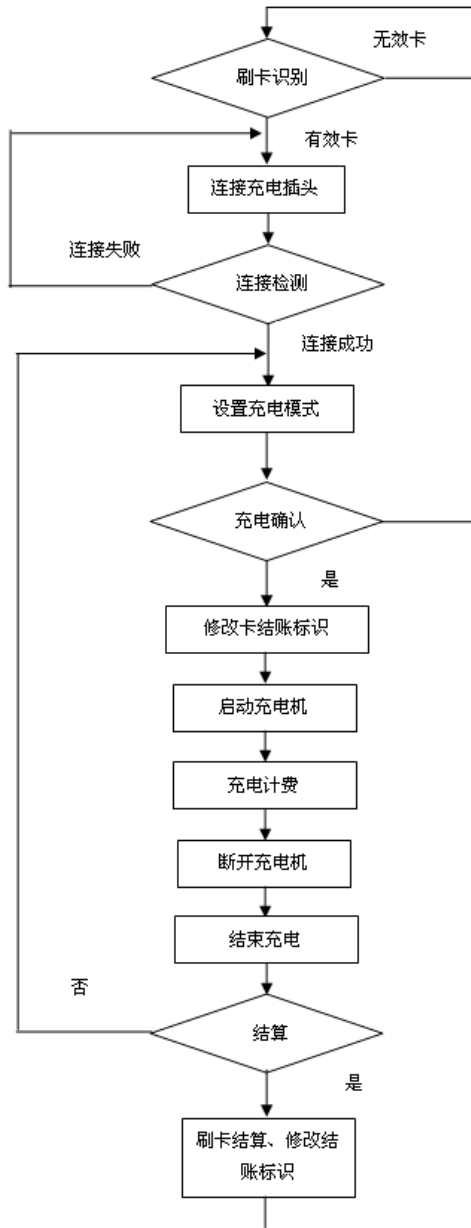 无效卡
刷卡识别
有效卡
连接充电插头
连接失败
连接检测
连接成功
设置充电模式
充电确认
是
修改卡结账标识
启动充电机
充电计费
断开充电机
结束充电
否
结算
是
刷卡结算、修改结
账标识